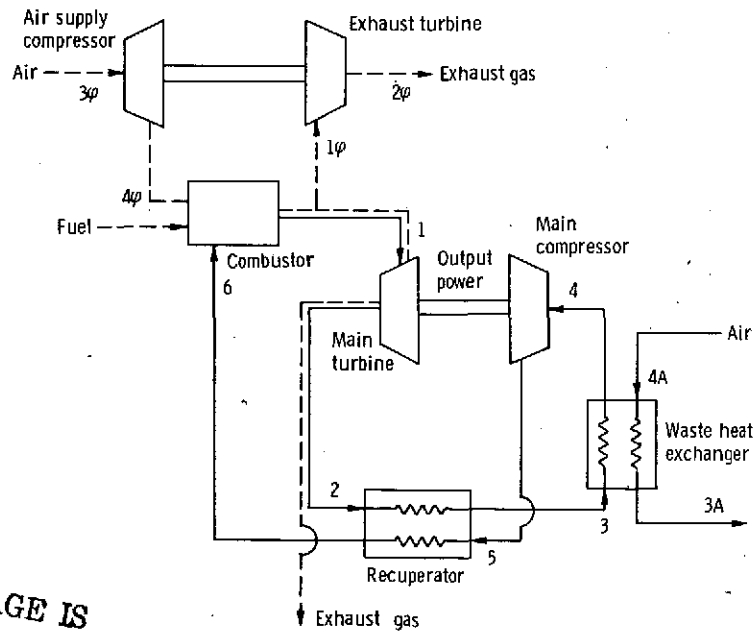 Air supply
compressor
Exhaust turbine
Air
3φ
2φ
Exhaust gas
1φ
4φ
Fuel
Combustor
1
6
Output
power
Main
compressor
4
Main
turbine
Air
4A
Waste heat
exchanger
2
3
3A
5
Recuperator
Exhaust gas
AGE IS